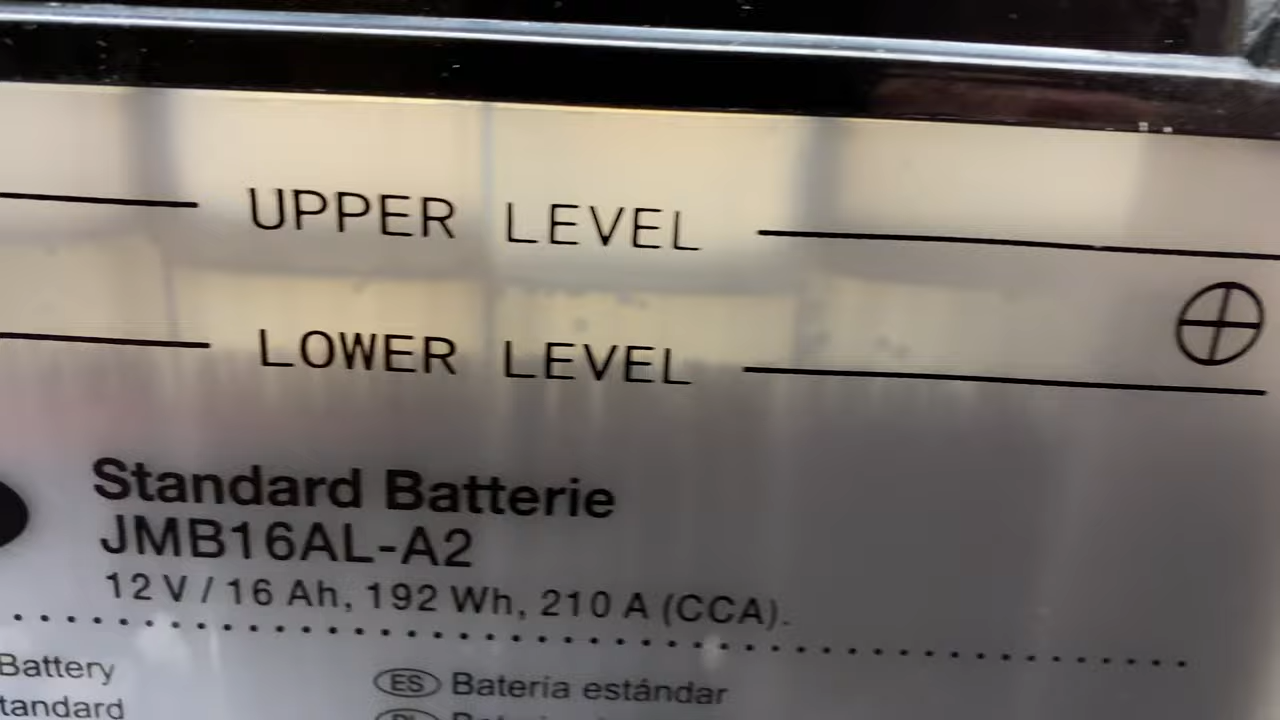 UPPER LEVEL
LOWER LEVEL
Standard Batterie
JMB16AL-A2
12 V / 16 Ah, 192 Wh, 210 A (CCA).
Battery
tandard
ES Batería estándar